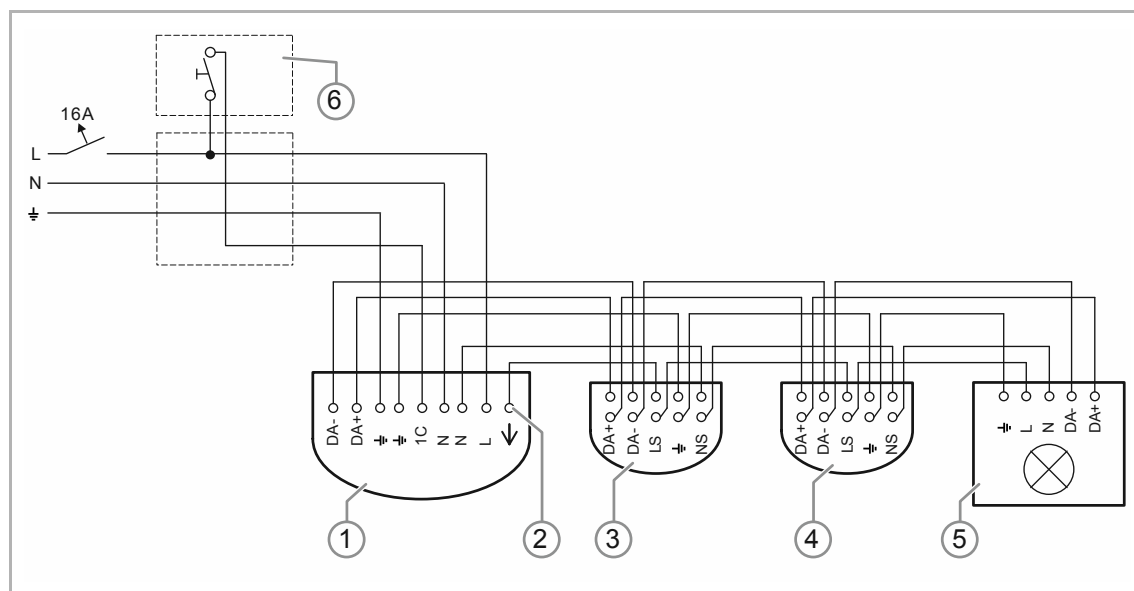 6
16A
L
N
DA-
DA+
1C
N
N
L
DA+
DA-
LS
NS
DA+
DA-
LS
NS
L
N
DA-
DA+
1
2
3
4
5